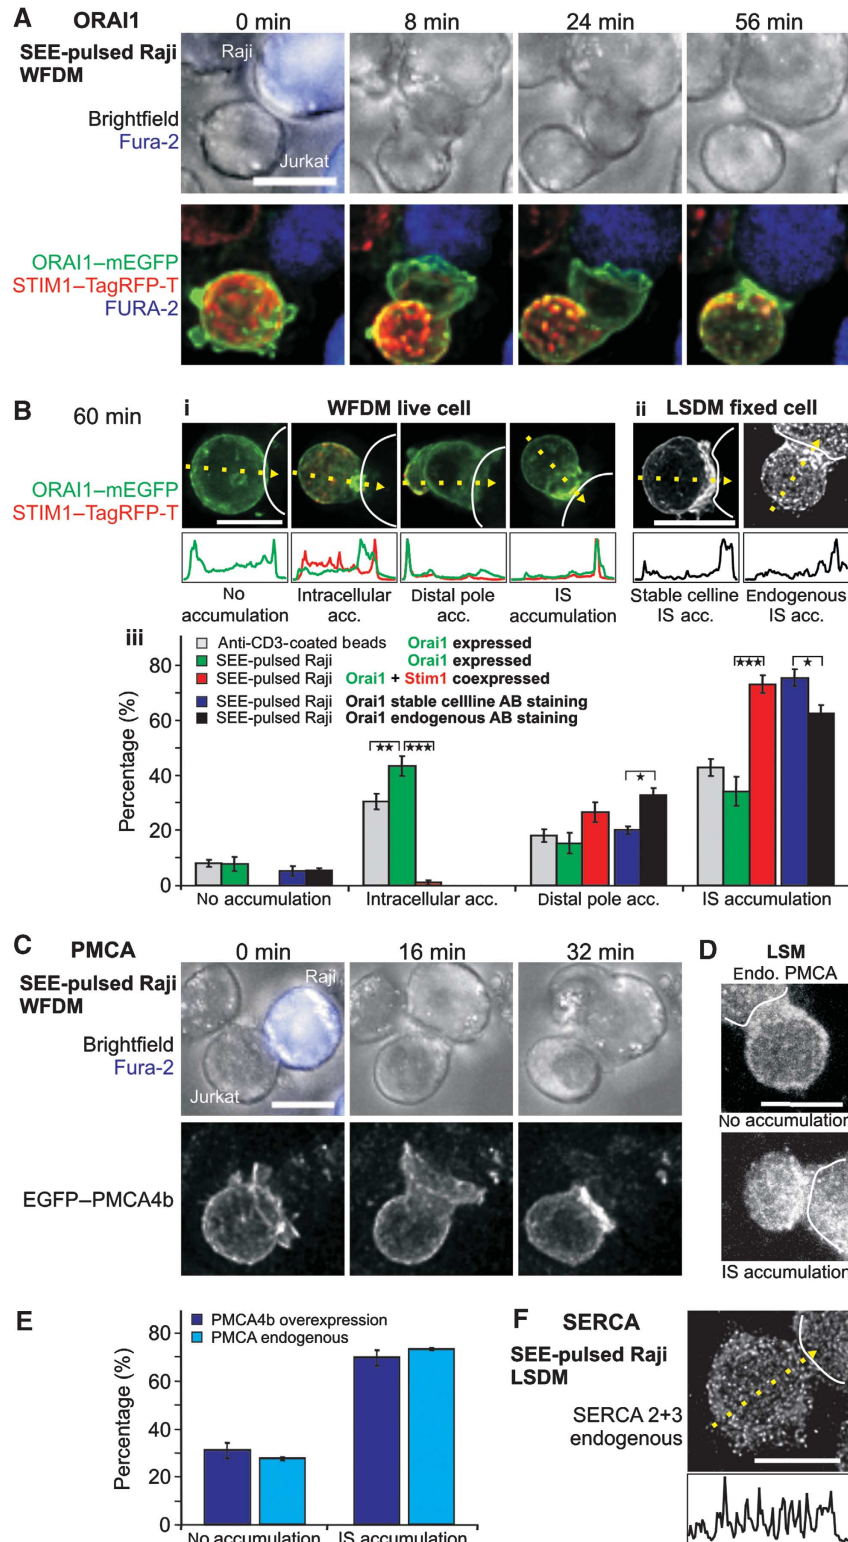 A ORAI1 0 min 8 min 24 min 56 min
SEE-pulsed Raji
WFDM
Raji
Brightfield
Fura-2
Jurkat
ORAI1–mEGFP
STIM1–TagRFP-T
FURA-2
B 60 min i WFDM live cell ii LSDM fixed cell
ORAI1–mEGFP
STIM1–TagRFP-T
No accumulation
Intracellular acc.
Distal pole acc.
IS accumulation
Stable celline IS acc.
Endogenous IS acc.
iii
Anti-CD3-coated beads Orai1 expressed
SEE-pulsed Raji Orai1 expressed
SEE-pulsed Raji Orai1 + Stim1 coexpressed
SEE-pulsed Raji Orai1 stable cellline AB staining
SEE-pulsed Raji Orai1 endogenous AB staining
★★ ★★★ ★ ★★★ ★
Percentage (%)
80
60
40
20
0
No accumulation Intracellular acc. Distal pole acc. IS accumulation
C PMCA 0 min 16 min 32 min
SEE-pulsed Raji
WFDM
Raji
Brightfield
Fura-2
Jurkat
EGFP–PMCA4b
D LSM
Endo. PMCA
No accumulation
IS accumulation
E
PMCA4b overexpression
PMCA endogenous
Percentage (%)
80
60
40
20
0
No accumulation IS accumulation
F SERCA
SEE-pulsed Raji
LSDM
SERCA 2+3
endogenous